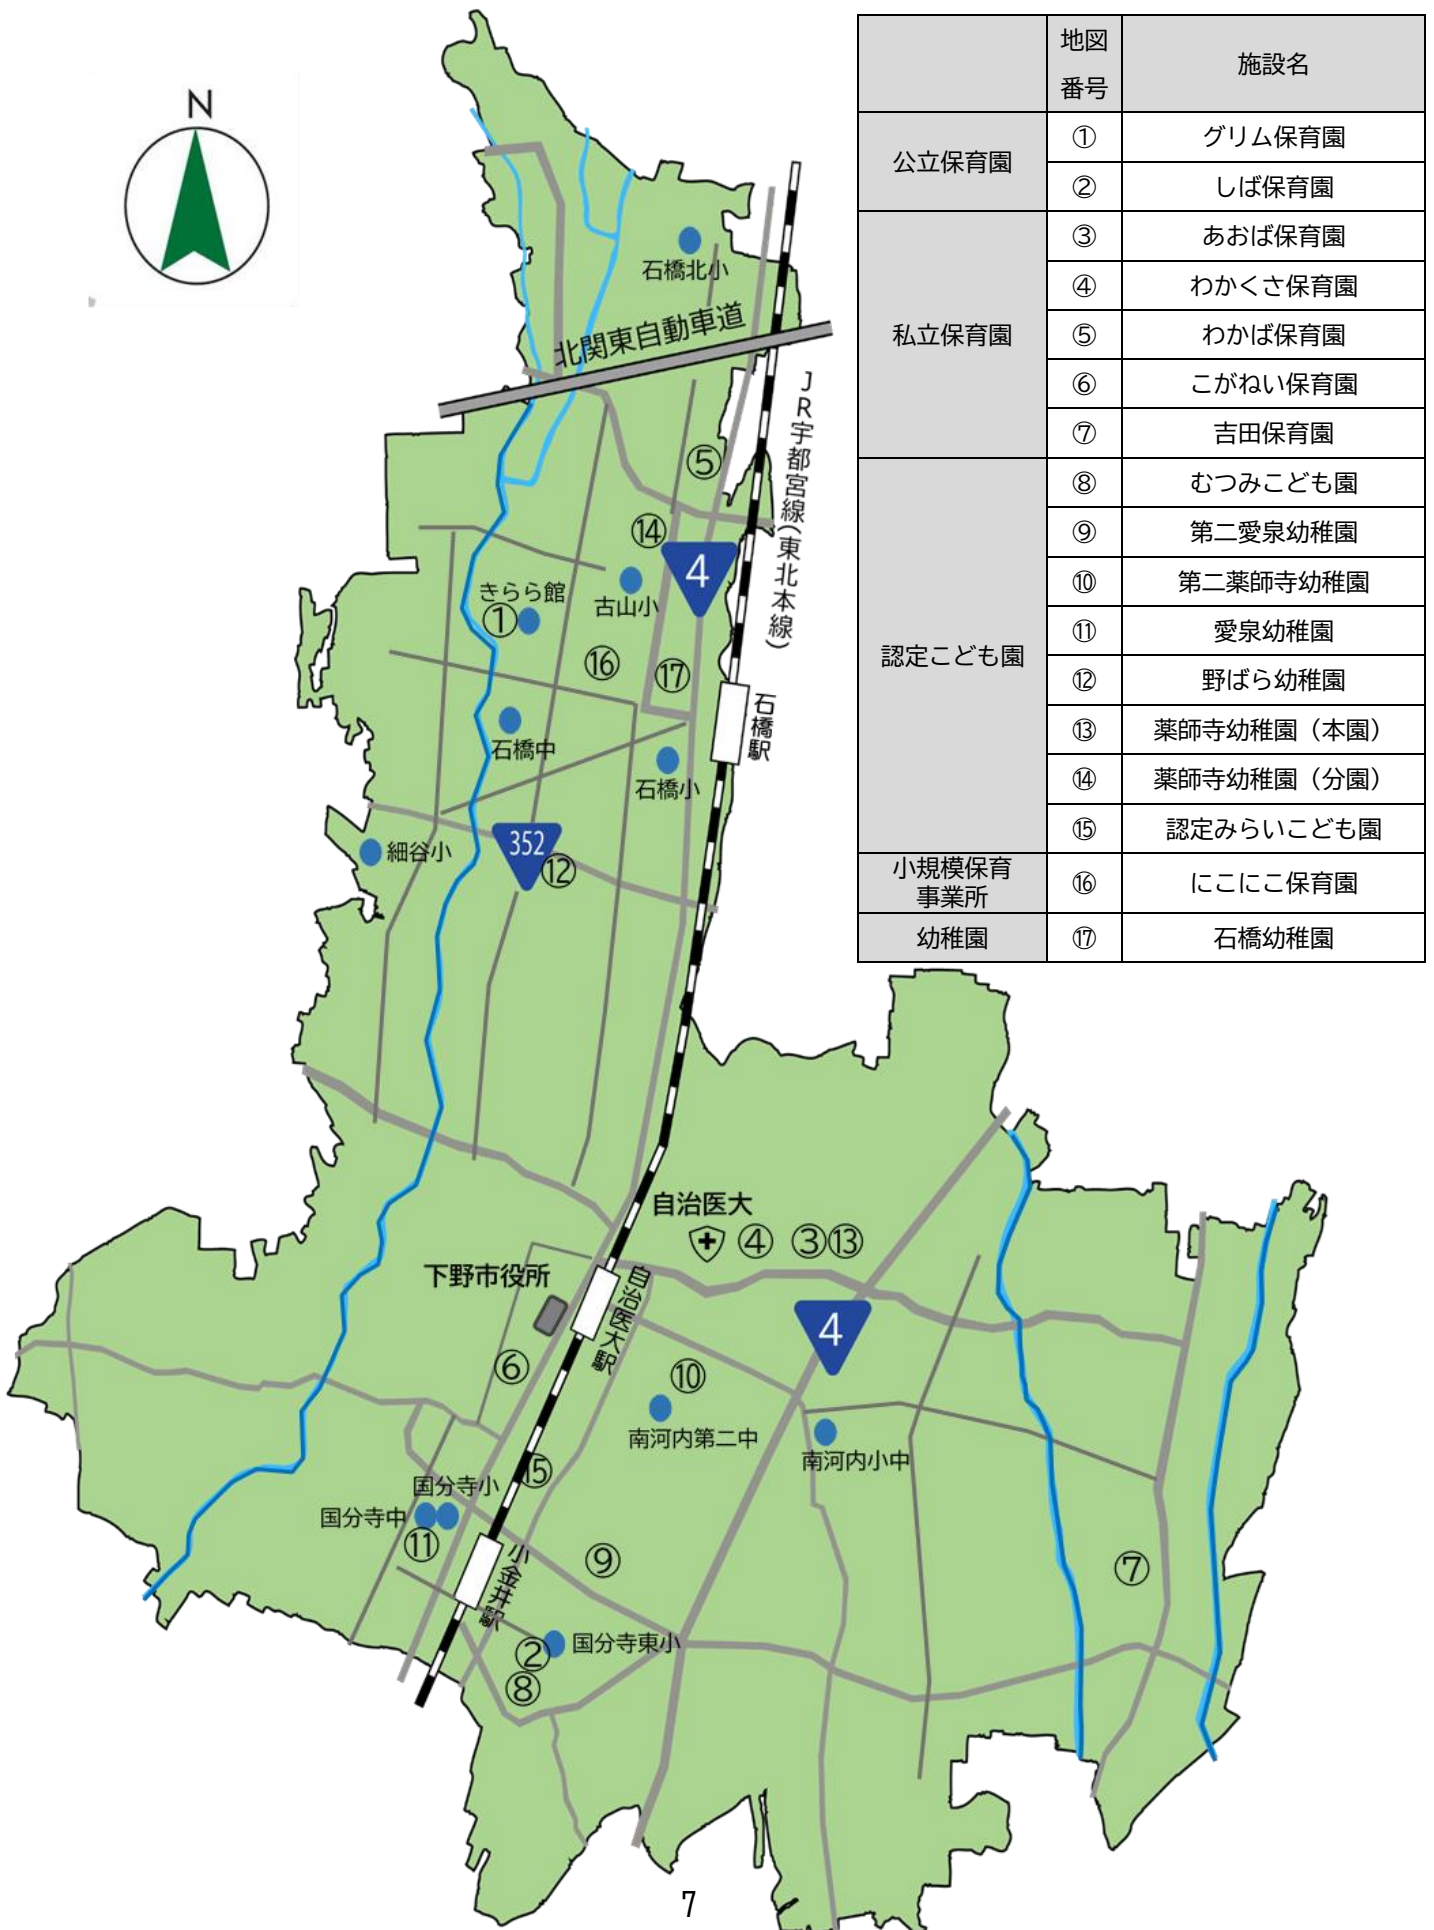 N
地図
番号
施設名
公立保育園
① グリム保育園
② しば保育園
私立保育園
③ あおば保育園
④ わかくさ保育園
⑤ わかば保育園
⑥ こがねい保育園
⑦ 吉田保育園
認定こども園
⑧ むつみこども園
⑨ 第二愛泉幼稚園
⑩ 第二薬師寺幼稚園
⑪ 愛泉幼稚園
⑫ 野ばら幼稚園
⑬ 薬師寺幼稚園（本園）
⑭ 薬師寺幼稚園（分園）
⑮ 認定みらいこども園
小規模保育
事業所
⑯ にこにこ保育園
幼稚園
⑰ 石橋幼稚園
石橋北小
北関東自動車道
JR宇都宮線（東北本線）
⑤
⑭
4
きらら館
①
古山小
⑯
⑰
石橋駅
石橋中
石橋小
352
⑫
細谷小
自治医大
④ ③⑬
下野市役所
自治医大駅
4
⑥
⑩
南河内第二中
南河内小中
⑮
国分寺小
国分寺中
⑪
小金井駅
⑨
⑦
②
国分寺東小
⑧
7